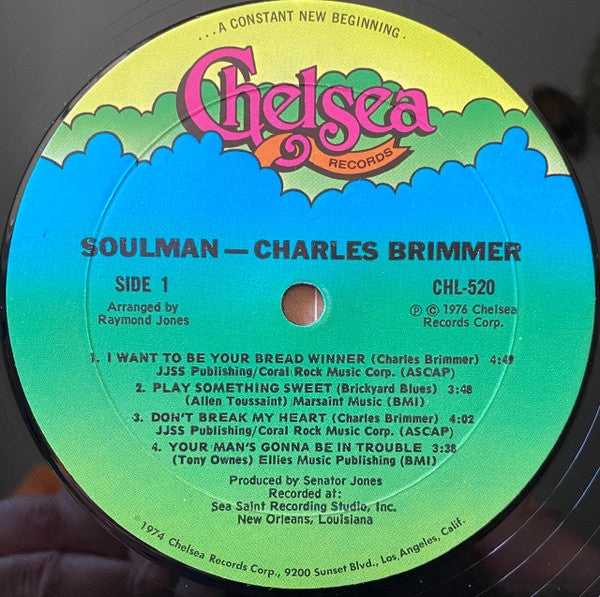 ...A CONSTANT NEW BEGINNING.
Chelsea
RECORDS
SOULMAN — CHARLES BRIMMER
SIDE 1
CHL-520
Arranged by
Raymond Jones
℗ © 1976 Chelsea
Records Corp.
1. I WANT TO BE YOUR BREAD WINNER (Charles Brimmer) 4:49
JJSS Publishing/Coral Rock Music Corp. (ASCAP)
2. PLAY SOMETHING SWEET (Brickyard Blues) 3:48
(Allen Toussaint) Marsaint Music (BMI)
3. DON'T BREAK MY HEART (Charles Brimmer) 4:02
JJSS Publishing/Coral Rock Music Corp. (ASCAP)
4. YOUR MAN'S GONNA BE IN TROUBLE 3:38
(Tony Ownes) Ellies Music Publishing (BMI)
Produced by Senator Jones
Recorded at:
Sea Saint Recording Studio, Inc.
New Orleans, Louisiana
©1974 Chelsea Records Corp., 9200 Sunset Blvd., Los Angeles, Calif.